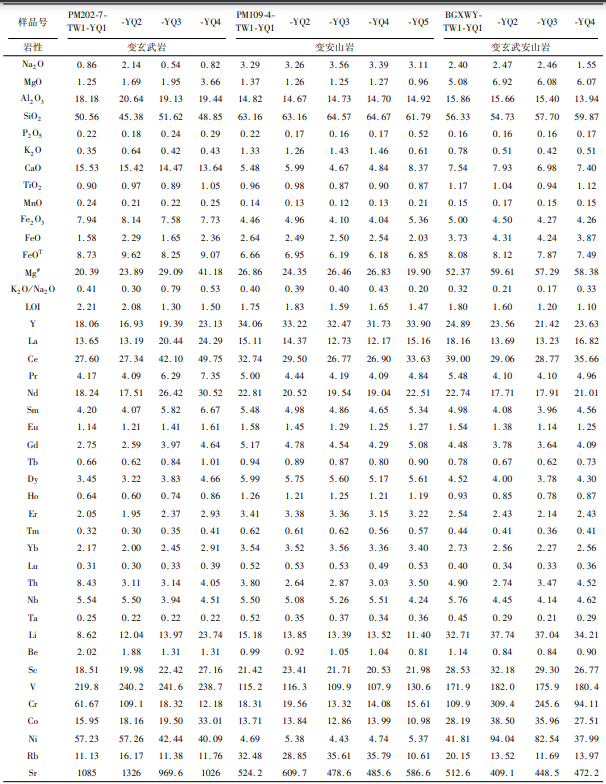 样品号 PM202-7-TW1-YQ1 -YQ2 -YQ3 -YQ4 PM109-4-TW1-YQ1 -YQ2 -YQ3 -YQ4 -YQ5 BGXWY-TW1-YQ1 -YQ2 -YQ3 -YQ4
岩性 变玄武岩 变安山岩 变玄武安山岩
Na2O 0.86 2.14 0.54 0.82 3.29 3.26 3.56 3.39 3.11 2.40 2.47 2.46 1.55
MgO 1.25 1.69 1.95 3.66 1.37 1.26 1.25 1.27 0.96 5.08 6.92 6.08 6.07
Al2O3 18.18 20.64 19.13 19.44 14.82 14.67 14.73 14.70 14.92 15.86 15.66 15.40 13.94
SiO2 50.56 45.38 51.62 48.85 63.16 63.16 64.57 64.67 61.79 56.33 54.73 57.70 59.87
P2O5 0.22 0.18 0.24 0.29 0.22 0.17 0.16 0.17 0.52 0.16 0.16 0.16 0.17
K2O 0.35 0.64 0.42 0.43 1.33 1.26 1.43 1.46 0.61 0.78 0.51 0.42 0.51
CaO 15.53 15.42 14.47 13.64 5.48 5.99 4.67 4.84 8.37 7.54 7.93 6.98 7.40
TiO2 0.90 0.97 0.89 1.05 0.96 0.98 0.87 0.90 0.87 1.17 1.04 0.94 1.12
MnO 0.24 0.21 0.22 0.25 0.14 0.13 0.12 0.13 0.21 0.15 0.17 0.15 0.15
Fe2O3 7.94 8.14 7.58 7.73 4.46 4.96 4.10 4.04 5.36 5.00 4.50 4.27 4.26
FeO 1.58 2.29 1.65 2.36 2.64 2.49 2.50 2.54 2.03 3.73 4.31 4.24 3.87
FeOT 8.73 9.62 8.25 9.07 6.66 6.95 6.19 6.18 6.85 8.08 8.12 7.87 7.49
Mg# 20.39 23.89 29.09 41.18 26.86 24.35 26.46 26.83 19.90 52.37 59.61 57.29 58.38
K2O/Na2O 0.41 0.30 0.79 0.53 0.40 0.39 0.40 0.43 0.20 0.32 0.21 0.17 0.33
LOI 2.21 2.08 1.30 1.50 1.75 1.83 1.59 1.65 1.47 1.80 1.60 1.20 1.10
Y 18.06 16.93 19.39 23.13 34.06 33.22 32.47 31.73 33.90 24.89 23.56 21.42 23.63
La 13.65 13.19 20.44 24.29 15.11 14.37 12.73 12.17 15.16 18.16 13.69 13.23 16.82
Ce 27.60 27.34 42.10 49.75 32.74 29.50 26.77 26.90 33.63 39.00 29.06 28.77 35.66
Pr 4.17 4.09 6.29 7.35 5.00 4.44 4.19 4.09 4.84 5.48 4.10 4.10 4.96
Nd 18.24 17.51 26.42 30.52 22.81 20.52 19.54 19.04 22.51 22.74 17.71 17.91 21.01
Sm 4.20 4.07 5.82 6.67 5.48 4.98 4.86 4.65 5.34 4.98 4.08 3.96 4.56
Eu 1.14 1.21 1.41 1.61 1.58 1.45 1.29 1.25 1.27 1.54 1.38 1.14 1.25
Gd 2.75 2.59 3.97 4.64 5.17 4.78 4.54 4.29 5.08 4.48 3.78 3.64 4.09
Tb 0.66 0.62 0.84 1.01 0.94 0.89 0.87 0.80 0.90 0.78 0.67 0.62 0.73
Dy 3.45 3.22 3.83 4.66 5.99 5.75 5.60 5.17 5.61 4.52 4.00 3.78 4.30
Ho 0.64 0.60 0.74 0.86 1.26 1.21 1.21 1.21 1.19 0.93 0.85 0.78 0.87
Er 2.05 1.95 2.37 2.93 3.41 3.38 3.36 3.15 3.22 2.54 2.43 2.14 2.43
Tm 0.32 0.30 0.35 0.41 0.62 0.61 0.62 0.56 0.57 0.44 0.41 0.36 0.41
Yb 2.17 2.00 2.45 2.91 3.54 3.52 3.56 3.36 3.40 2.73 2.56 2.27 2.56
Lu 0.31 0.30 0.33 0.39 0.52 0.53 0.53 0.49 0.53 0.40 0.34 0.33 0.36
Th 8.43 3.11 3.14 4.05 3.80 2.64 2.87 3.03 3.50 4.90 2.74 3.47 4.52
Nb 5.54 5.50 3.94 4.51 5.50 5.08 5.26 5.51 4.24 5.76 4.45 4.14 4.62
Ta 0.25 0.22 0.22 0.22 0.52 0.35 0.37 0.34 0.36 0.45 0.29 0.21 0.29
Li 8.62 12.04 13.97 23.74 15.18 13.85 13.39 13.52 11.40 32.71 37.74 37.04 34.21
Be 2.02 1.88 1.31 1.31 0.99 0.92 1.05 1.04 0.81 1.14 0.84 0.84 0.90
Sc 18.51 19.98 22.42 27.16 21.42 23.41 21.71 20.53 21.98 28.53 32.18 29.30 26.77
V 219.8 240.2 241.6 238.7 115.2 116.3 109.9 107.9 130.6 171.9 182.0 175.9 180.4
Cr 61.67 109.1 18.32 12.18 18.31 19.56 13.32 14.08 15.61 109.9 309.4 245.6 94.11
Co 15.95 18.16 19.50 33.01 13.71 13.84 12.86 13.99 10.98 28.19 38.50 35.96 27.51
Ni 57.23 57.26 42.44 40.09 4.69 5.38 4.43 4.74 5.37 41.81 94.04 82.54 37.99
Rb 11.13 16.17 11.38 11.76 32.48 28.85 35.61 35.79 10.61 20.15 13.52 11.69 13.97
Sr 1085 1326 969.6 1026 524.2 609.7 478.6 485.6 586.6 512.6 409.1 448.5 472.2